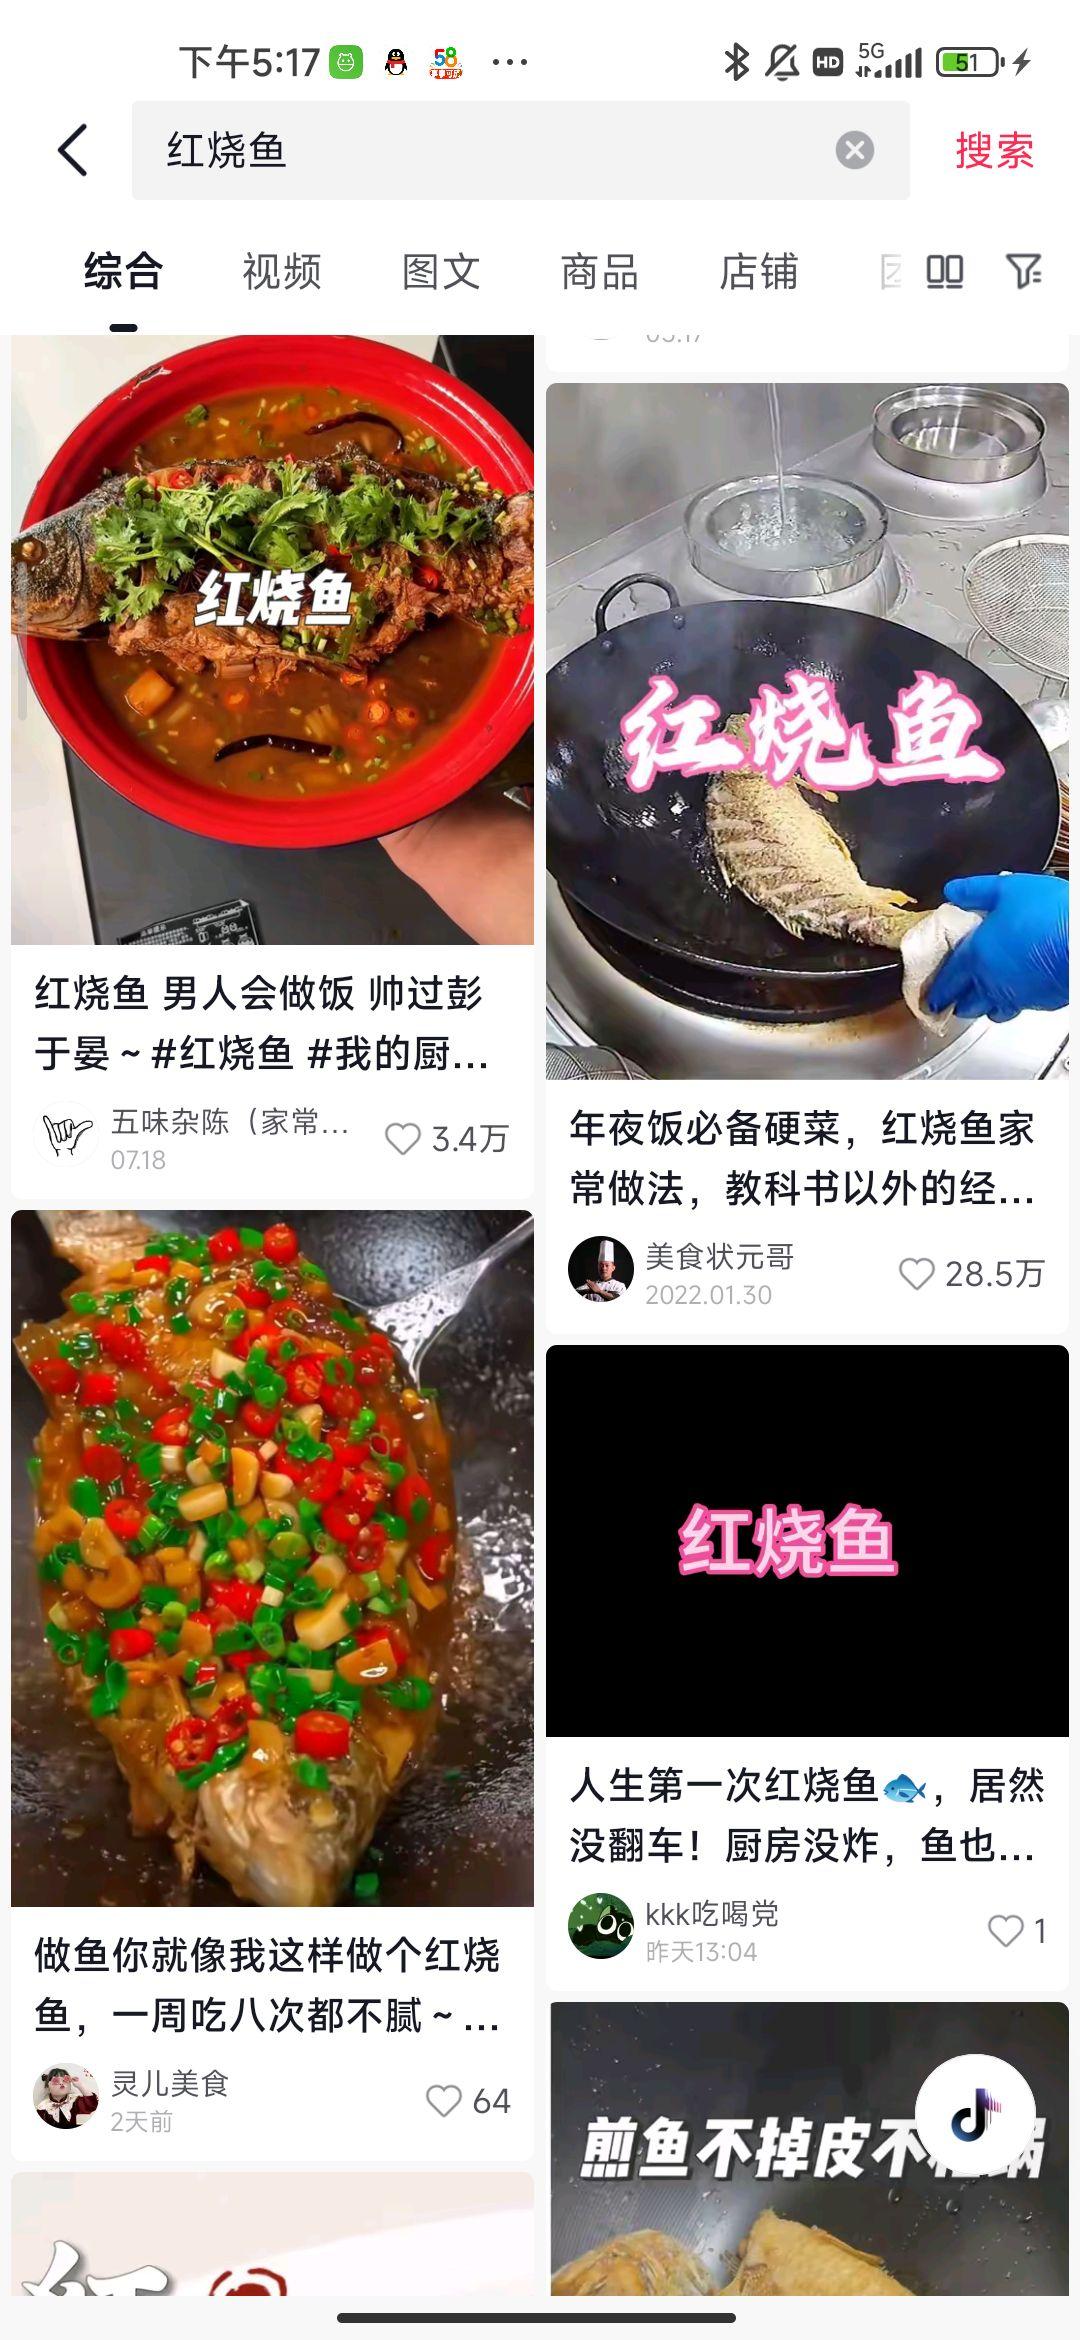 下午5:17
58
...
HD
5G
51
红烧鱼
搜索
综合
视频
图文
商品
店铺
红烧鱼
红烧鱼 男人会做饭 帅过彭
于晏~#红烧鱼 #我的厨...
五味杂陈（家常...
07.18
3.4万
做鱼你就像我这样做个红烧
鱼，一周吃八次都不腻~...
灵儿美食
2天前
64
红烧鱼
年夜饭必备硬菜，红烧鱼家
常做法，教科书以外的经...
美食状元哥
2022.01.30
28.5万
红烧鱼
人生第一次红烧鱼🐟，居然
没翻车！厨房没炸，鱼也...
kkk吃喝党
昨天13:04
1
煎鱼不掉皮不